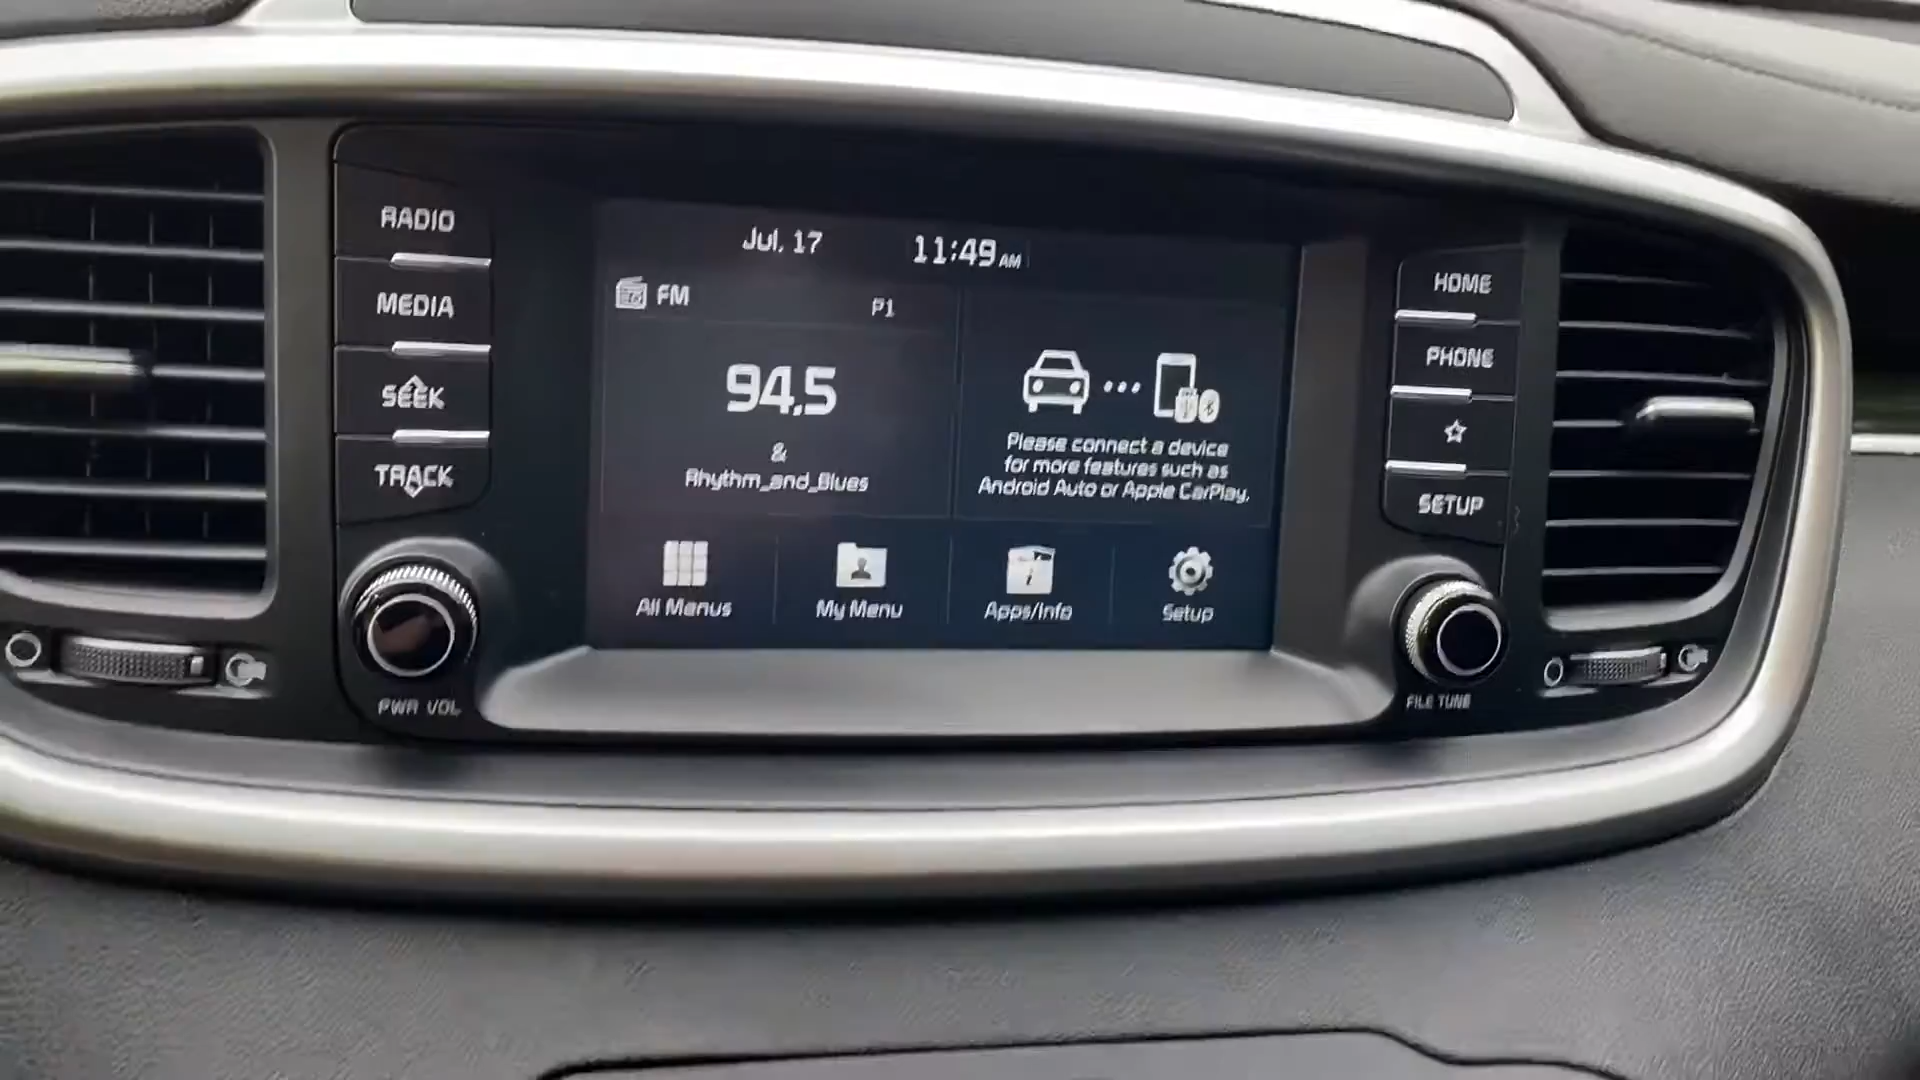 RADIO
MEDIA
SEEK
TRACK
PWR VOL
Jul. 17
11:49 AM
FM
P1
94.5
&
Rhythm_and_Blues
Please connect a device
for more features such as
Android Auto or Apple CarPlay.
All Menus
My Menu
Apps/Info
Setup
HOME
PHONE
SETUP
FILE TUNE